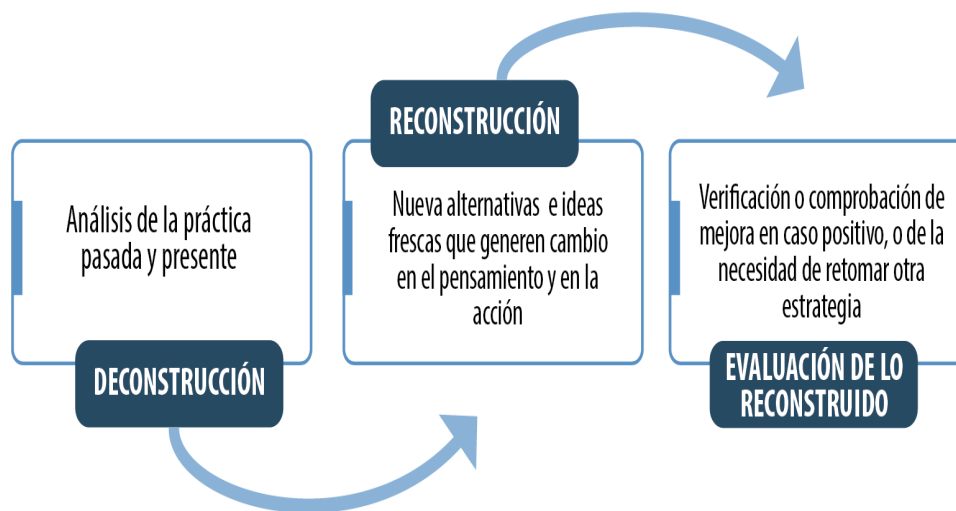 Análisis de la práctica
pasada y presente
DECONSTRUCCIÓN
RECONSTRUCCIÓN
Nueva alternativas e ideas
frescas que generen cambio
en el pensamiento y en la
acción
Verificación o comprobación de
mejora en caso positivo, o de la
necesidad de retomar otra
estrategia
EVALUACIÓN DE LO
RECONSTRUIDO